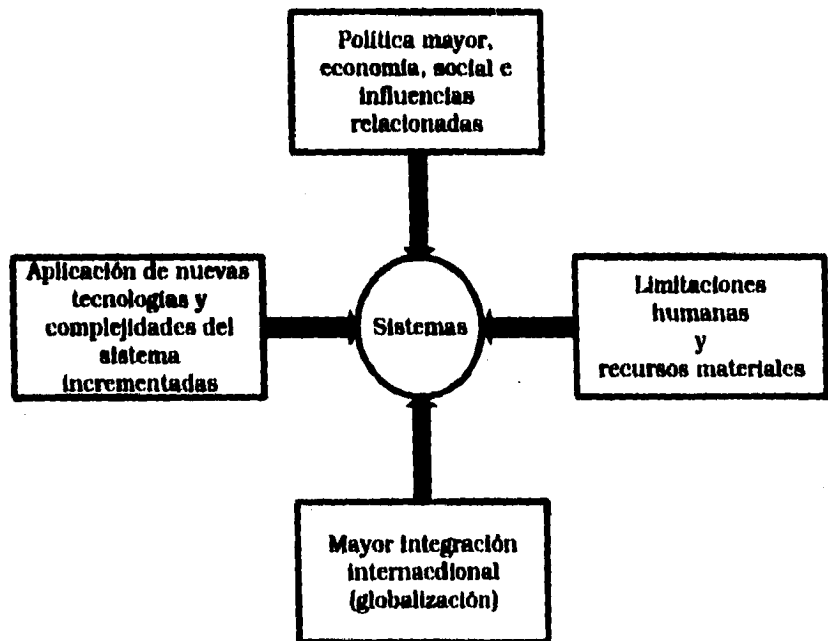 Política mayor,
economía, social e
influencias
relacionadas
Aplicación de nuevas
tecnologías y
complejidades del
sistema
incrementadas
Sistemas
Limitaciones
humanas
y
recursos materiales
Mayor integración
internacdional
(globalización)